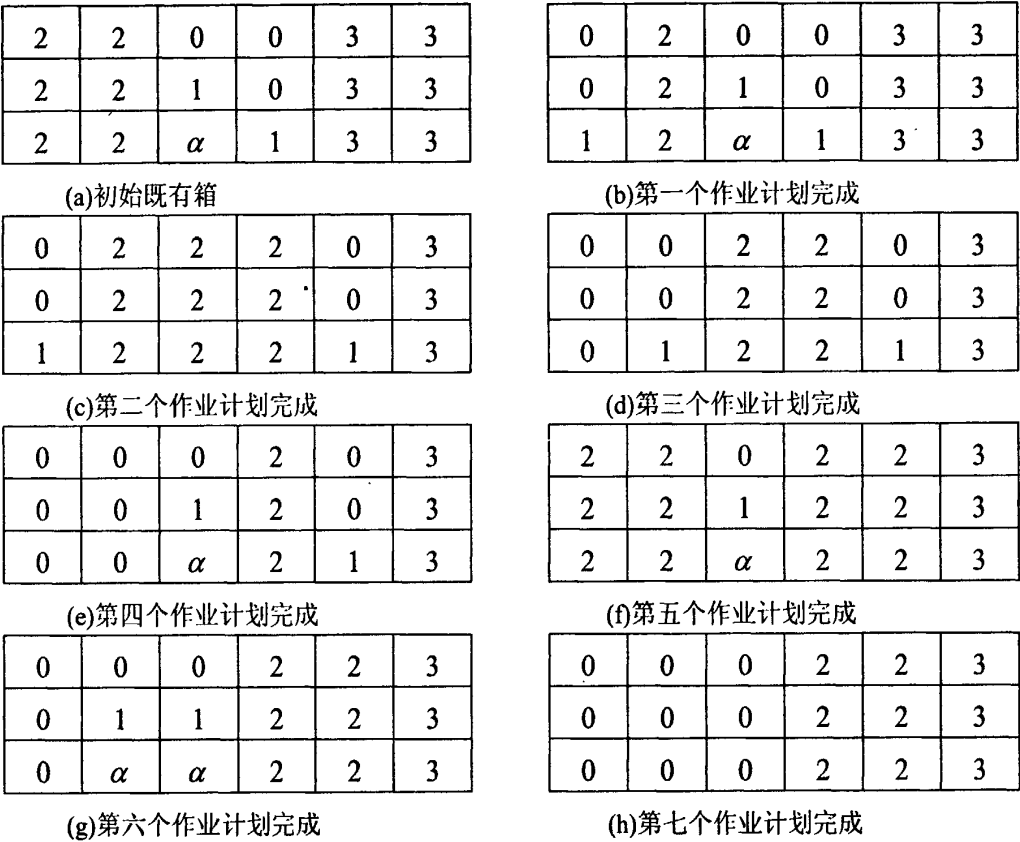 2 2 0 0 3 3
2 2 1 0 3 3
2 2 α 1 3 3
(a)初始既有箱
0 2 0 0 3 3
0 2 1 0 3 3
1 2 α 1 3 3
(b)第一个作业计划完成
0 2 2 2 0 3
0 2 2 2 0 3
1 2 2 2 1 3
(c)第二个作业计划完成
0 0 2 2 0 3
0 0 2 2 0 3
0 1 2 2 1 3
(d)第三个作业计划完成
0 0 0 2 0 3
0 0 1 2 0 3
0 0 α 2 1 3
(e)第四个作业计划完成
2 2 0 2 2 3
2 2 1 2 2 3
2 2 α 2 2 3
(f)第五个作业计划完成
0 0 0 2 2 3
0 1 1 2 2 3
0 α α 2 2 3
(g)第六个作业计划完成
0 0 0 2 2 3
0 0 0 2 2 3
0 0 0 2 2 3
(h)第七个作业计划完成